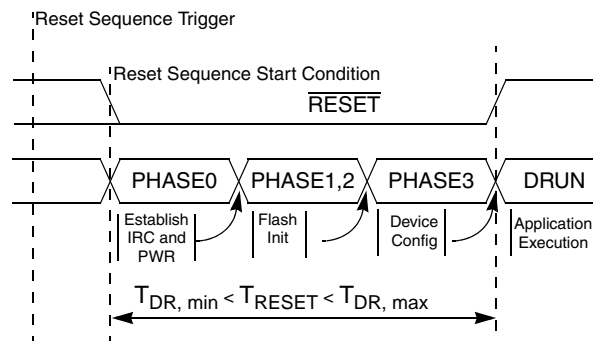 Reset Sequence Trigger
Reset Sequence Start Condition
RESET
PHASE0 PHASE1,2 PHASE3 DRUN
Establish IRC and PWR
Flash Init
Device Config
Application Execution
TDR, min < TRESET < TDR, max